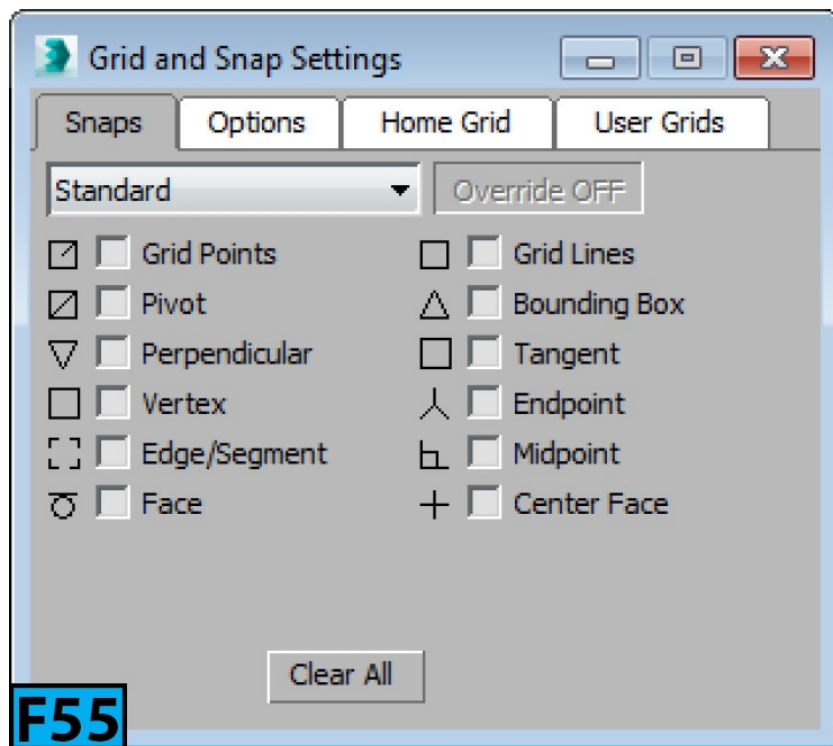 Grid and Snap Settings
Snaps Options Home Grid User Grids
Standard Override OFF
Grid Points Grid Lines
Pivot Bounding Box
Perpendicular Tangent
Vertex Endpoint
Edge/Segment Midpoint
Face Center Face
Clear All
F55